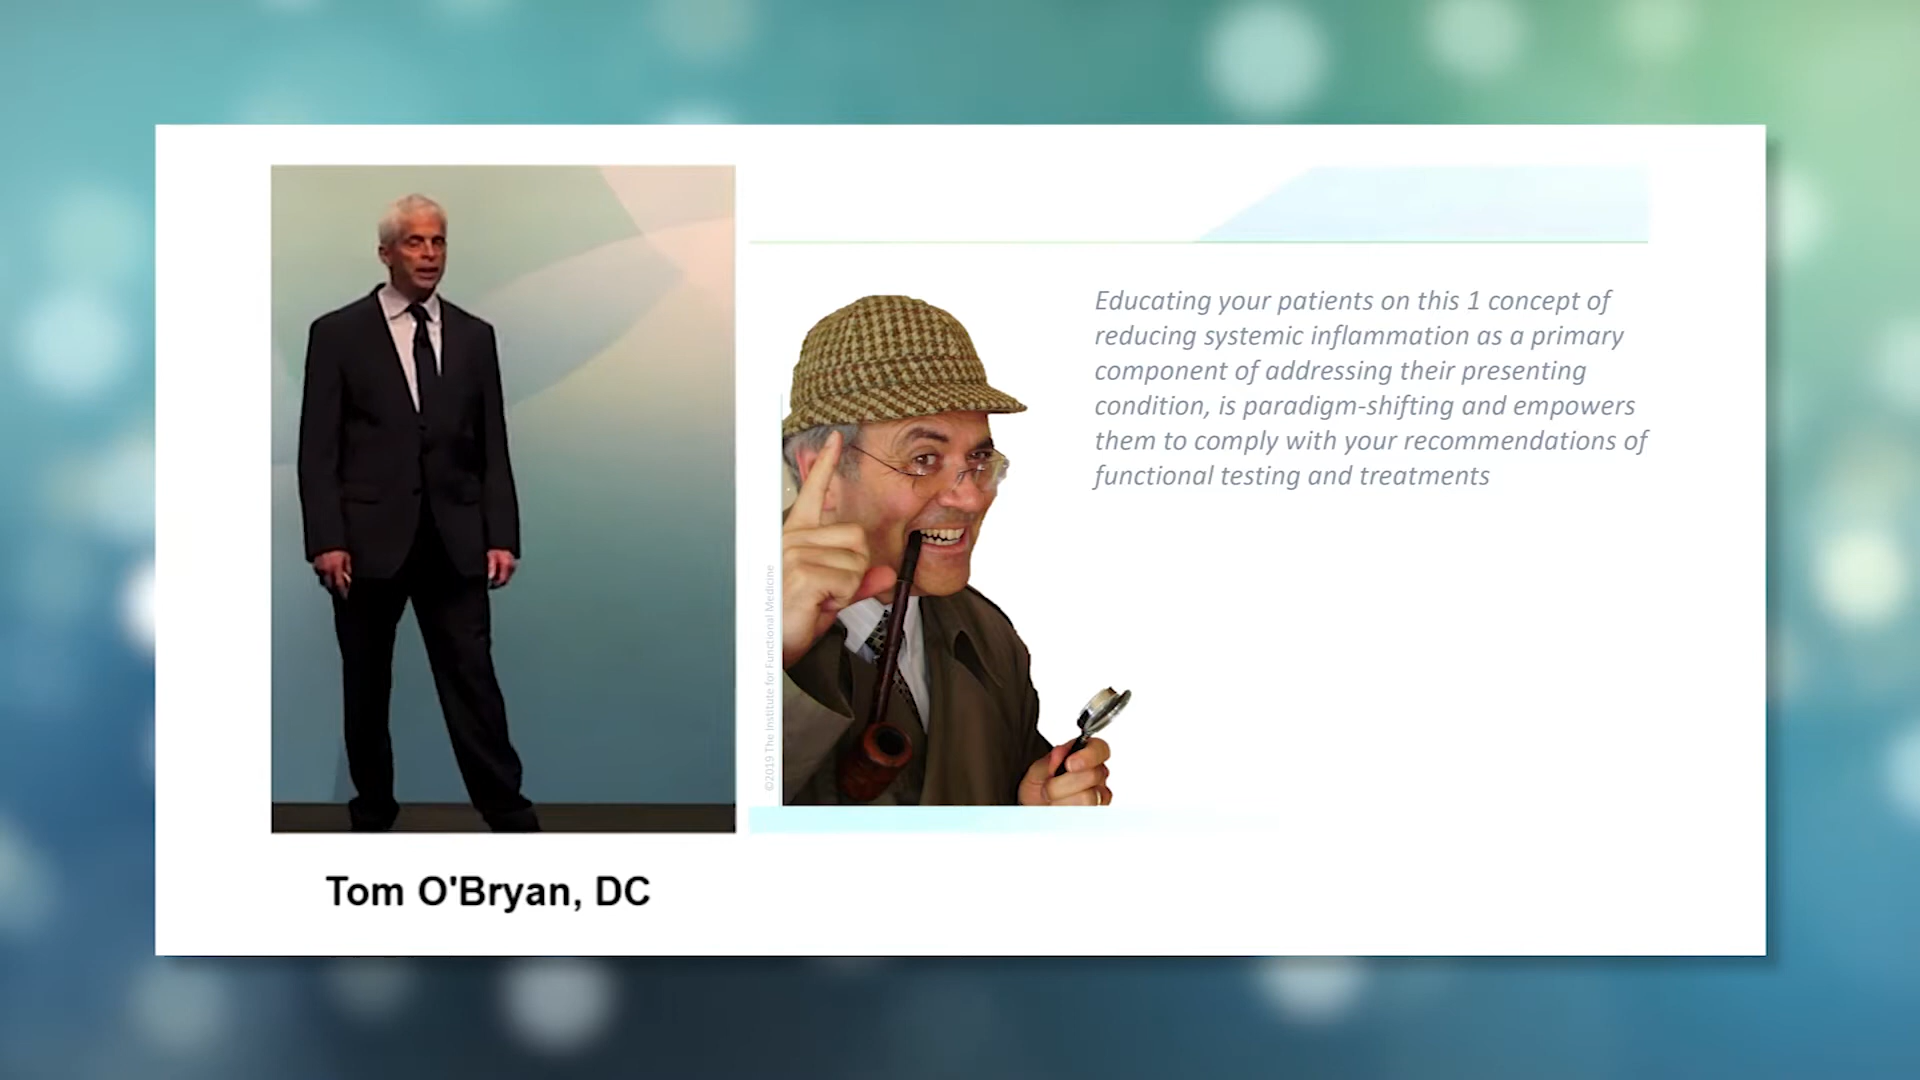 Educating your patients on this 1 concept of
reducing systemic inflammation as a primary
component of addressing their presenting
condition, is paradigm-shifting and empowers
them to comply with your recommendations of
functional testing and treatments
©2019 The Institute for Functional Medicine
Tom O'Bryan, DC